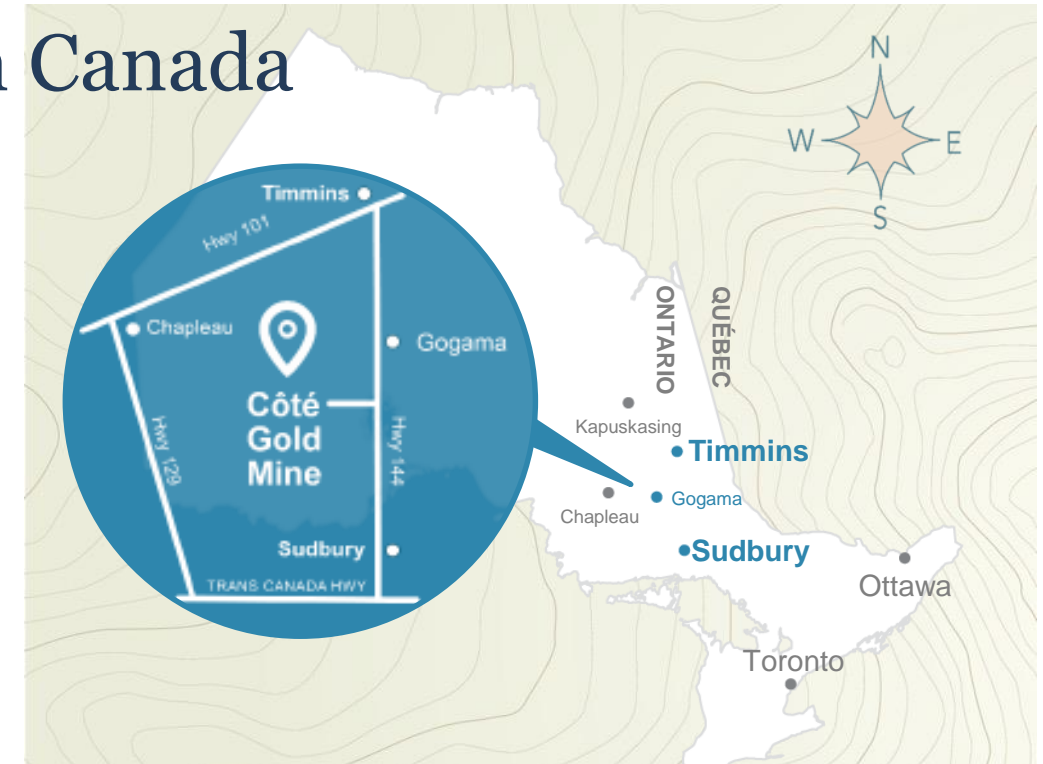 Canada
N
W
E
S
Timmins
Hwy 101
Chapleau
Gogama
Côté
Gold
Mine
Hwy 129
Hwy 144
Sudbury
TRANS CANADA HWY
ONTARIO
QUÉBEC
Kapuskasing
Timmins
Gogama
Chapleau
Sudbury
Ottawa
Toronto